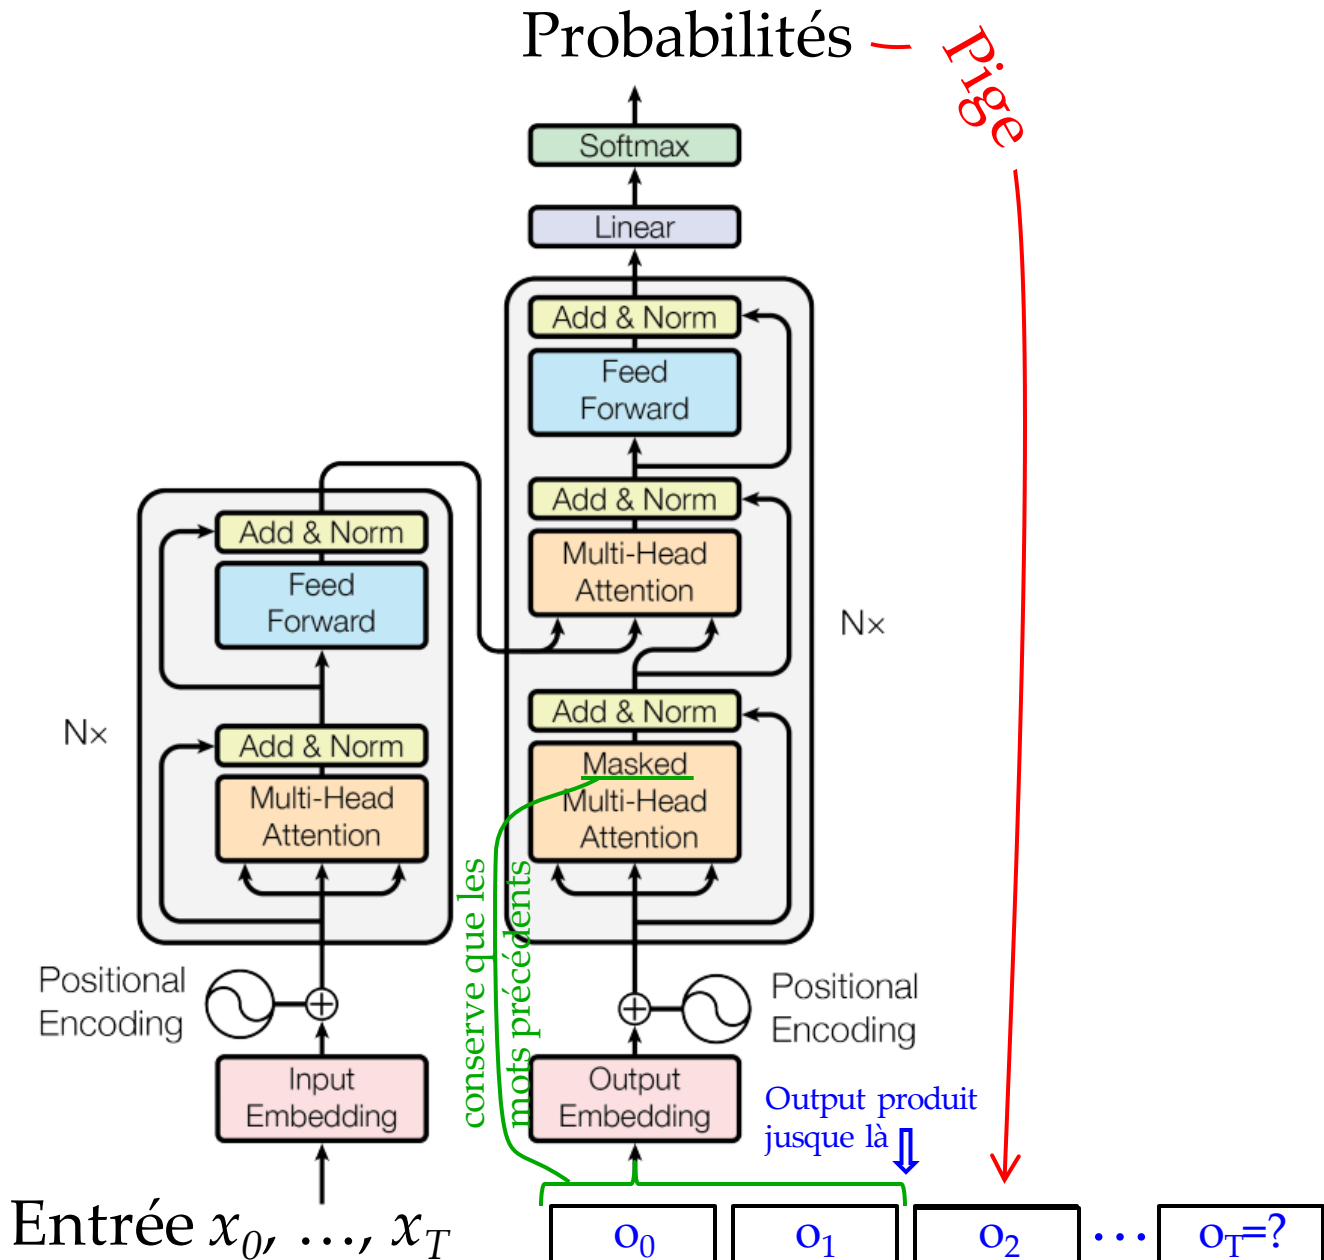 Probabilités
Pige
Softmax
Linear
Add & Norm
Feed
Forward
Add & Norm
Multi-Head
Attention
Nx
Add & Norm
Masked
Multi-Head
Attention
Add & Norm
Feed
Forward
Nx
Add & Norm
Multi-Head
Attention
conserve que les
mots précédents
Positional
Encoding
Positional
Encoding
Input
Embedding
Output
Embedding
Output produit
jusque là
Entrée x₀, …, x_T
o₀
o₁
o₂
…
o_T=?